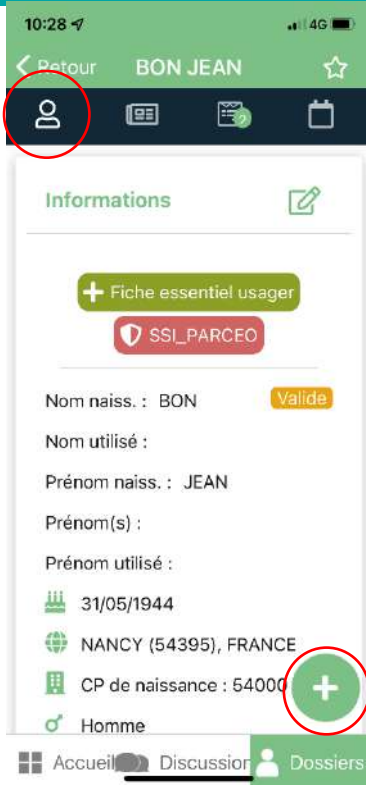 10:28 4G
Retour BON JEAN
2
Informations
+ Fiche essentiel usager
SSI_PARCEO
Nom naiss. : BON Valide
Nom utilisé :
Prénom naiss. : JEAN
Prénom(s) :
Prénom utilisé :
31/05/1944
NANCY (54395), FRANCE
CP de naissance : 54000
Homme
Accueil Discussion Dossiers